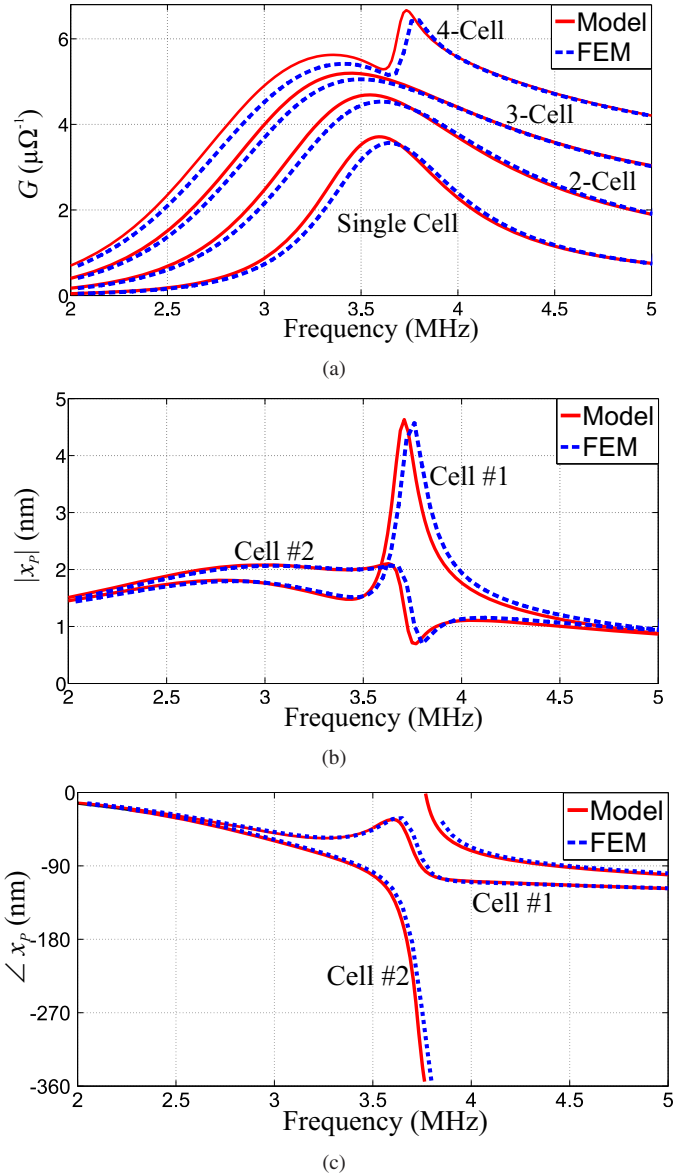 6
4
2
0
G (μΩ⁻¹)
4-Cell
3-Cell
2-Cell
Single Cell
Model
FEM
2 2.5 3 3.5 4 4.5 5
Frequency (MHz)
(a)
5
4
3
2
1
0
|x_P| (nm)
Cell #1
Cell #2
Model
FEM
2 2.5 3 3.5 4 4.5 5
Frequency (MHz)
(b)
0
-90
-180
-270
-360
∠ x_P (nm)
Model
FEM
Cell #1
Cell #2
2 2.5 3 3.5 4 4.5 5
Frequency (MHz)
(c)